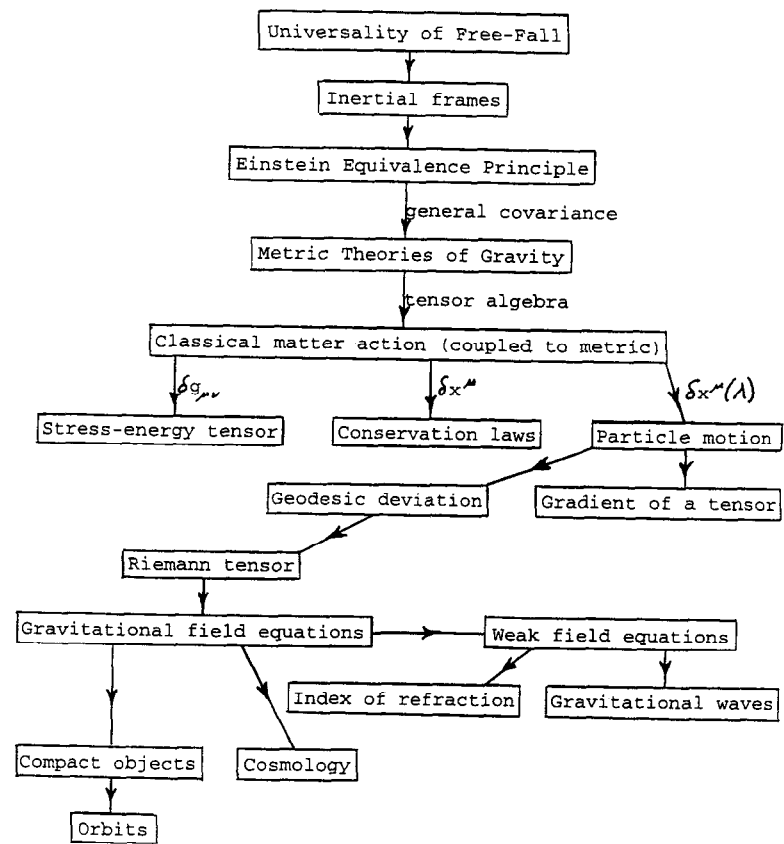 Universality of Free-Fall
Inertial frames
Einstein Equivalence Principle
general covariance
Metric Theories of Gravity
tensor algebra
Classical matter action (coupled to metric)
δg_μν
δx^μ
δx^μ(λ)
Stress-energy tensor
Conservation laws
Particle motion
Geodesic deviation
Gradient of a tensor
Riemann tensor
Gravitational field equations
Weak field equations
Index of refraction
Gravitational waves
Compact objects
Cosmology
Orbits